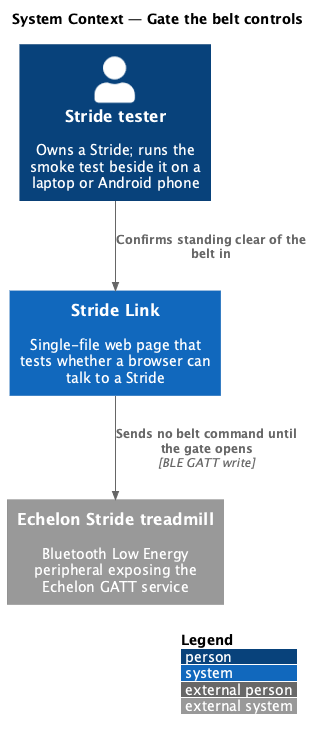 System Context — Gate the belt controls
Stride tester
Owns a Stride; runs the
smoke test beside it on a
laptop or Android phone
Confirms standing clear of the
belt in
Stride Link
Single-file web page that
tests whether a browser can
talk to a Stride
Sends no belt command until
the gate opens
[BLE GATT write]
Echelon Stride treadmill
Bluetooth Low Energy
peripheral exposing the
Echelon GATT service
Legend
person
system
external person
external system